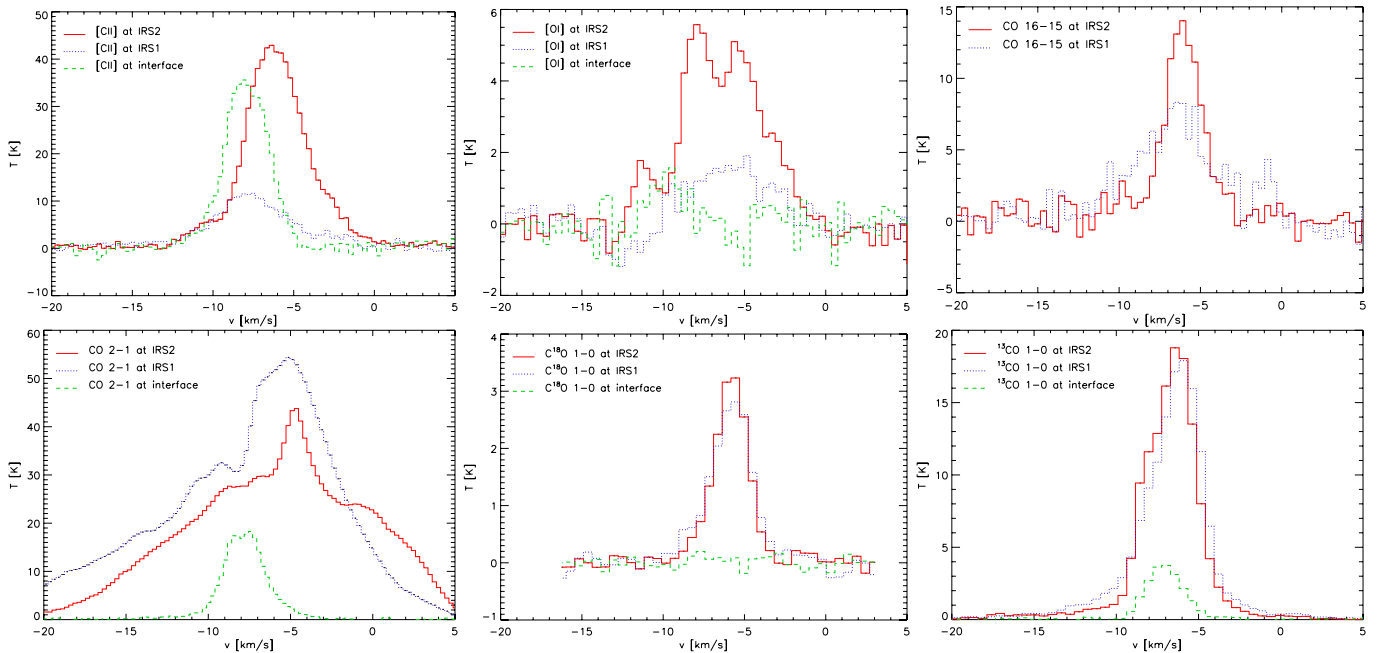 [CII] at IRS2
[CII] at IRS1
[CII] at interface
50
40
30
20
10
0
−10
T [K]
−20
−15
−10
−5
0
5
v [km/s]
[OI] at IRS2
[OI] at IRS1
[OI] at interface
6
4
2
0
−2
T [K]
−20
−15
−10
−5
0
5
v [km/s]
CO 16−15 at IRS2
CO 16−15 at IRS1
15
10
5
0
−5
T [K]
−20
−15
−10
−5
0
5
v [km/s]
CO 2−1 at IRS2
CO 2−1 at IRS1
CO 2−1 at interface
60
50
40
30
20
10
0
T [K]
−20
−15
−10
−5
0
5
v [km/s]
C¹⁸O 1−0 at IRS2
C¹⁸O 1−0 at IRS1
C¹⁸O 1−0 at interface
4
3
2
1
0
−1
T [K]
−20
−15
−10
−5
0
5
v [km/s]
¹³CO 1−0 at IRS2
¹³CO 1−0 at IRS1
¹³CO 1−0 at interface
20
15
10
5
0
T [K]
−20
−15
−10
−5
0
5
v [km/s]